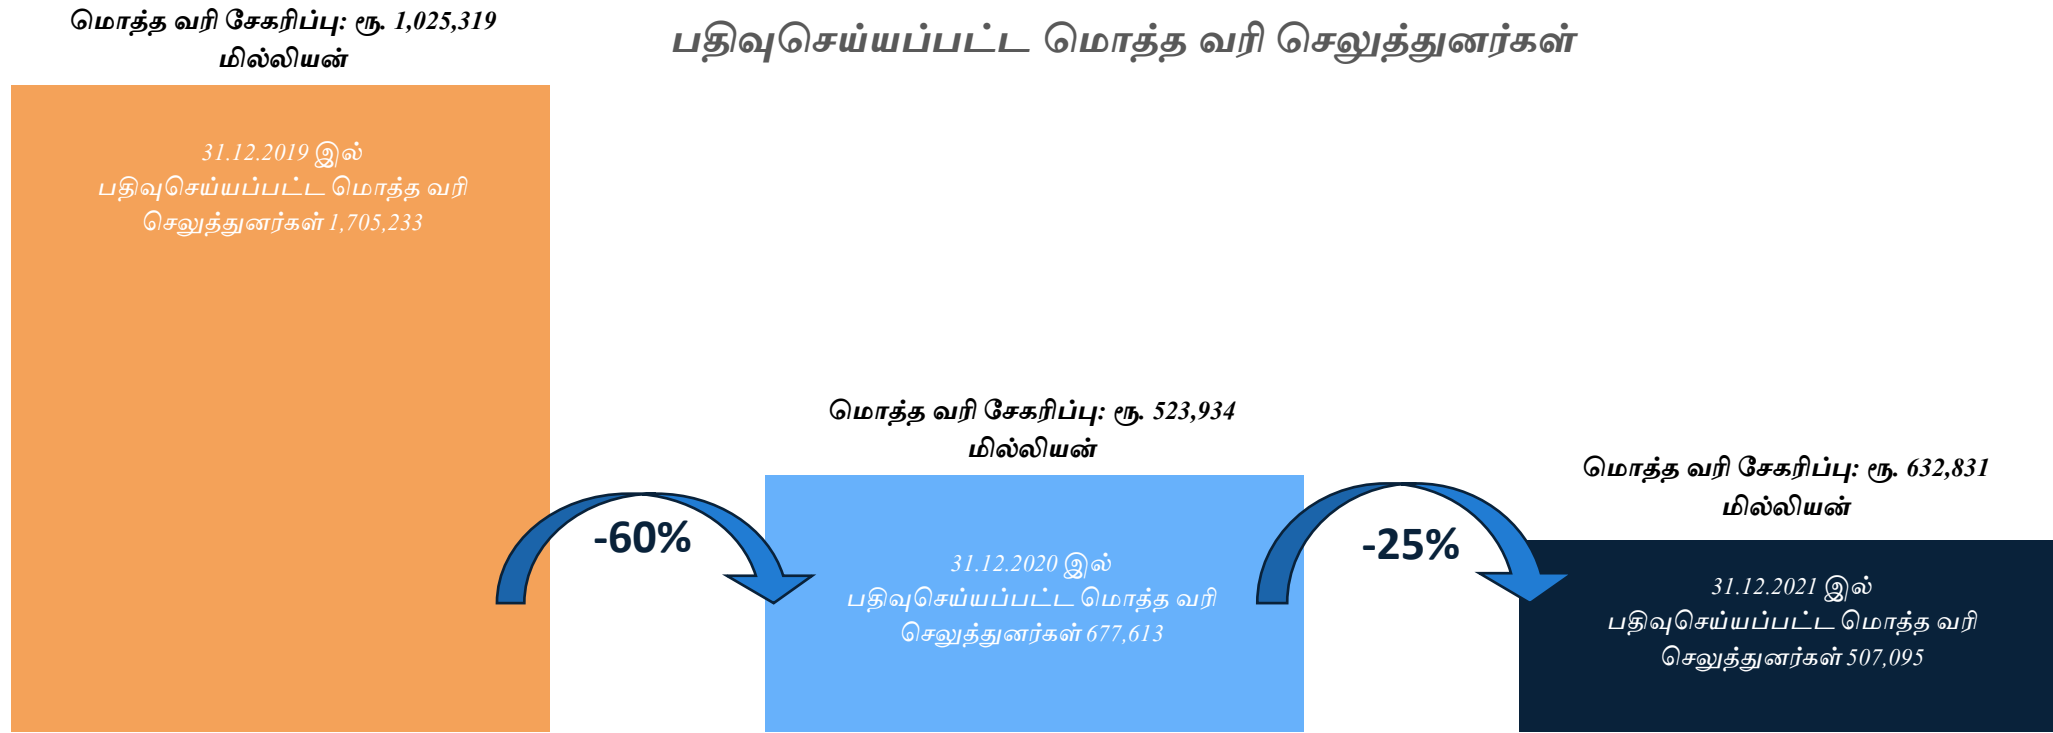 மொத்த வரி சேகரிப்பு: ரூ. 1,025,319
மில்லியன்
பதிவுசெய்யப்பட்ட மொத்த வரி செலுத்துனர்கள்
31.12.2019 இல்
பதிவுசெய்யப்பட்ட மொத்த வரி
செலுத்துனர்கள் 1,705,233
மொத்த வரி சேகரிப்பு: ரூ. 523,934
மில்லியன்
-60%
31.12.2020 இல்
பதிவுசெய்யப்பட்ட மொத்த வரி
செலுத்துனர்கள் 677,613
மொத்த வரி சேகரிப்பு: ரூ. 632,831
மில்லியன்
-25%
31.12.2021 இல்
பதிவுசெய்யப்பட்ட மொத்த வரி
செலுத்துனர்கள் 507,095